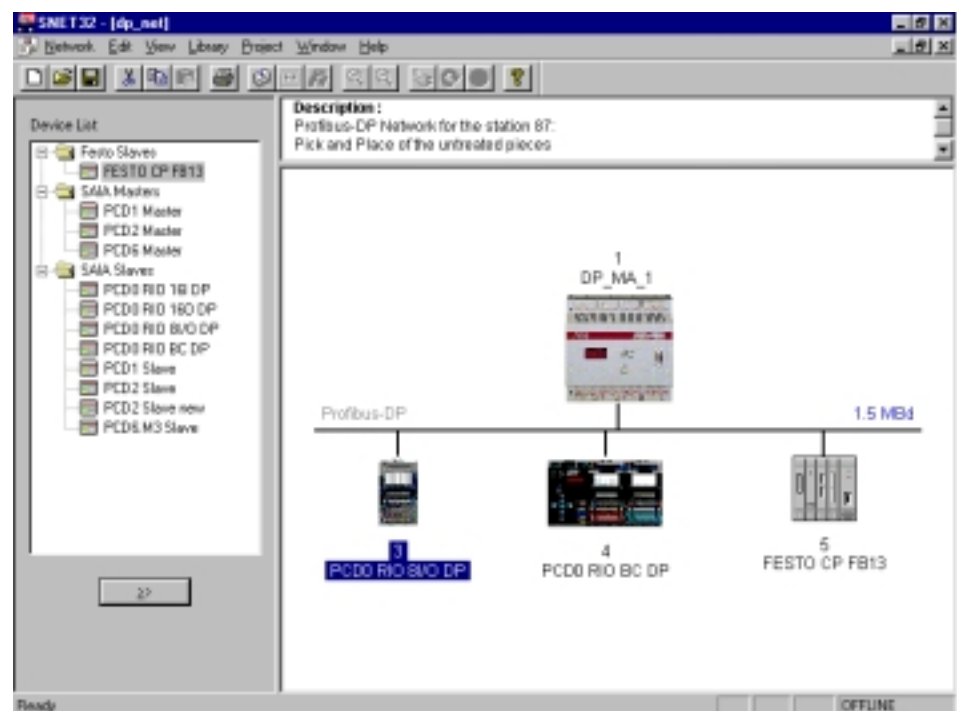 SNET32 - [dp_net]
Network Edit View Library Project Window Help
Device List
Festo Slaves
FESTO CP FB13
SAIA Masters
PCD1 Master
PCD2 Master
PCD6 Master
SAIA Slaves
PCD0 RIO 16I DP
PCD0 RIO 16O DP
PCD0 RIO 8I/O DP
PCD0 RIO BC DP
PCD1 Slave
PCD2 Slave
PCD2 Slave new
PCD6.M3 Slave
>>
Description :
Profibus-DP Network for the station 87:
Pick and Place of the untreated pieces
1
DP_MA_1
Profibus-DP
1.5 MBd
3
PCD0 RIO 8I/O DP
4
PCD0 RIO BC DP
5
FESTO CP FB13
Ready
OFFLINE